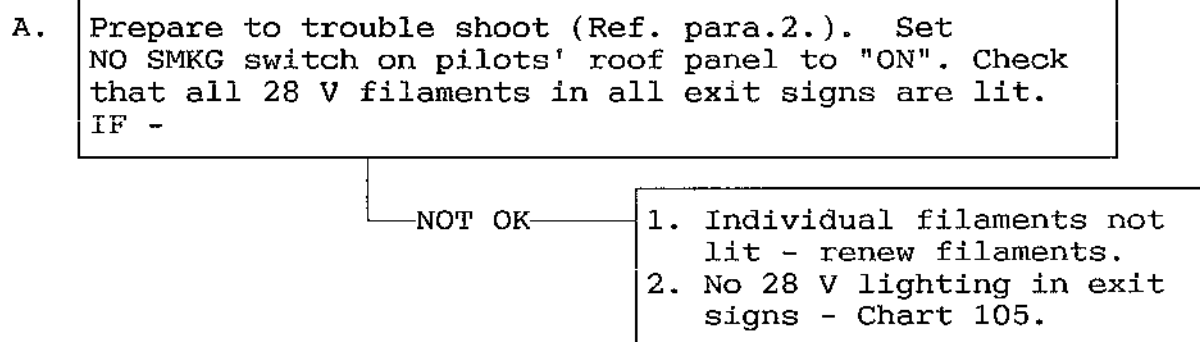 A. Prepare to trouble shoot (Ref. para.2.). Set
NO SMKG switch on pilots' roof panel to "ON". Check
that all 28 V filaments in all exit signs are lit.
IF -
NOT OK
1. Individual filaments not
lit - renew filaments.
2. No 28 V lighting in exit
signs - Chart 105.